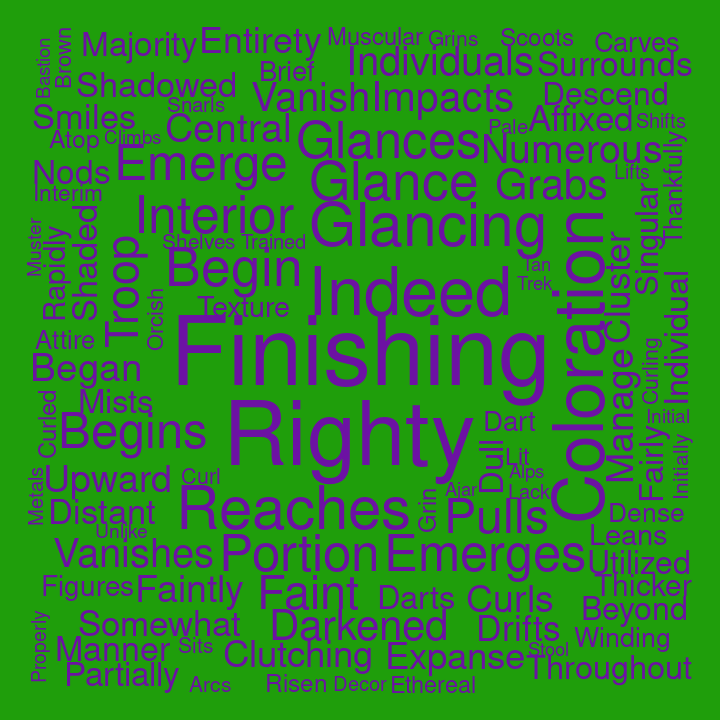 Bastion
Brown
Majority
Entirety
Muscular
Grins
Scoots
Carves
Individuals
Surrounds
Shadowed
Brief
Vanish
Impacts
Descend
Snarls
Smiles
Central
Glances
Pale
Affixed
Shifts
Atop
Climbs
Emerge
Numerous
Thankfully
Nods
Interim
Glance
Grabs
Lifts
Singular
Interior
Glancing
Muster
Rapidly
Shaded
Troop
Shelves
Trained
Begin
Tan
Trek
Coloration
Cluster
Individual
Orcish
Texture
Indeed
Finishing
Attire
Began
Manage
Curling
Mists
Curled
Begins
Righty
Dart
Initial
Dull
Lit
Alps
Fairly
Initially
Metals
Upward
Curl
Reaches
Grin
Ajar
Lack
Distant
Pulls
Dense
Unlike
Leans
Vanishes
Portion
Emerges
Utilized
Figures
Faintly
Faint
Darts
Curls
Thicker
Beyond
Properly
Somewhat
Darkened
Drifts
Winding
Manner
Sits
Clutching
Expanse
Stool
Throughout
Partially
Arcs
Risen
Decor
Ethereal